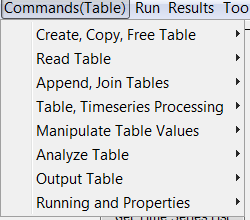 Commands(Table) Run Results Too
Create, Copy, Free Table
Read Table
Append, Join Tables
Table, Timeseries Processing
Manipulate Table Values
Analyze Table
Output Table
Running and Properties